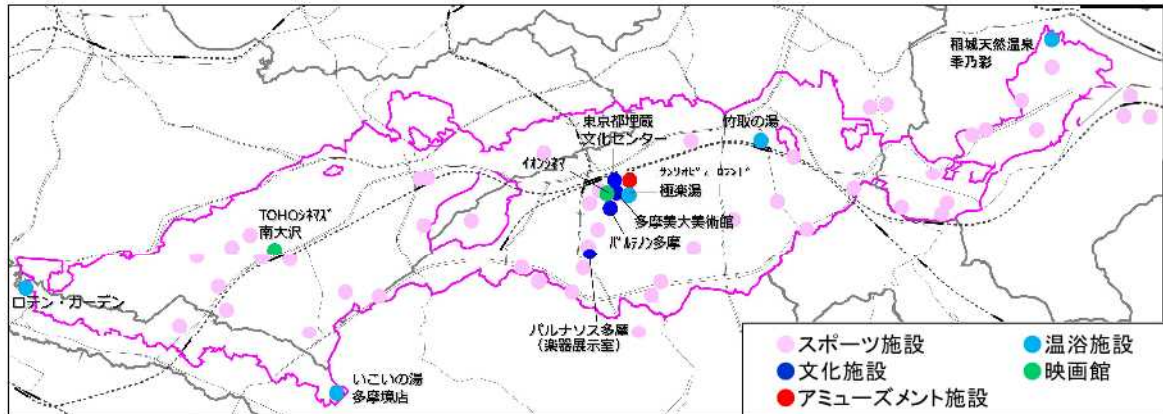 稲城天然温泉
季乃彩
東京都埋蔵
文化センター
竹取の湯
イオンシネマ
サンリオピューロランド
極楽湯
多摩美大美術館
パルテノン多摩
TOHOシネマズ
南大沢
ロテン・ガーデン
パルナソス多摩
（楽器展示室）
いこいの湯
多摩境店
スポーツ施設
温浴施設
文化施設
映画館
アミューズメント施設